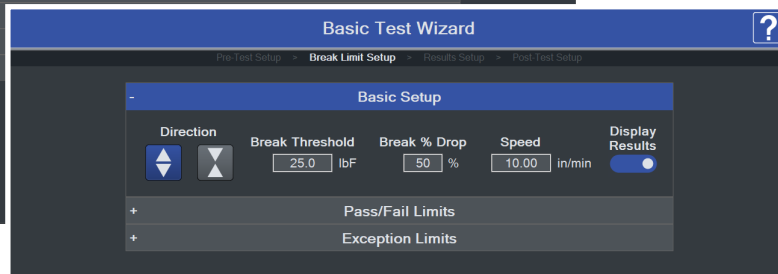 Basic Test Wizard
?
Pre-Test Setup » Break Limit Setup » Results Setup » Post-Test Setup
- Basic Setup
Direction
Break Threshold
25.0 lbF
Break % Drop
50 %
Speed
10.00 in/min
Display
Results
+ Pass/Fail Limits
+ Exception Limits